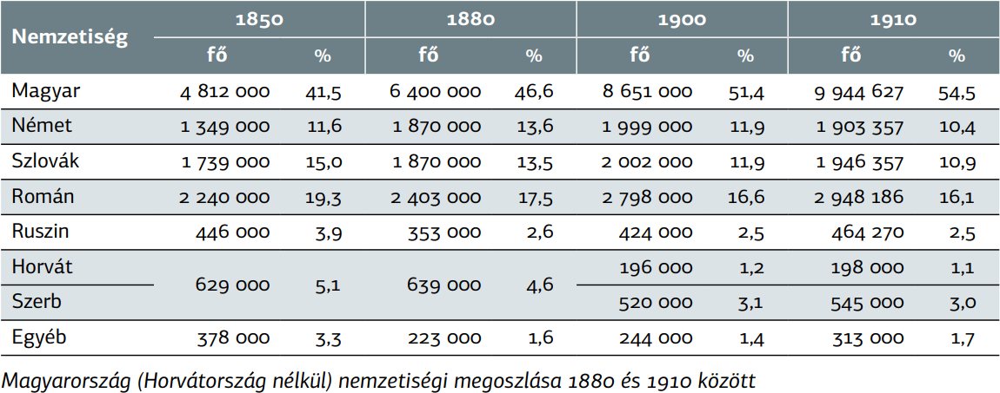 Nemzetiség 1850 1880 1900 1910
fő % fő % fő % fő %
Magyar 4 812 000 41,5 6 400 000 46,6 8 651 000 51,4 9 944 627 54,5
Német 1 349 000 11,6 1 870 000 13,6 1 999 000 11,9 1 903 357 10,4
Szlovák 1 739 000 15,0 1 870 000 13,5 2 002 000 11,9 1 946 357 10,9
Román 2 240 000 19,3 2 403 000 17,5 2 798 000 16,6 2 948 186 16,1
Ruszin 446 000 3,9 353 000 2,6 424 000 2,5 464 270 2,5
Horvát 196 000 1,2 198 000 1,1
629 000 5,1 639 000 4,6
Szerb 520 000 3,1 545 000 3,0
Egyéb 378 000 3,3 223 000 1,6 244 000 1,4 313 000 1,7
Magyarország (Horvátország nélkül) nemzetiségi megoszlása 1880 és 1910 között